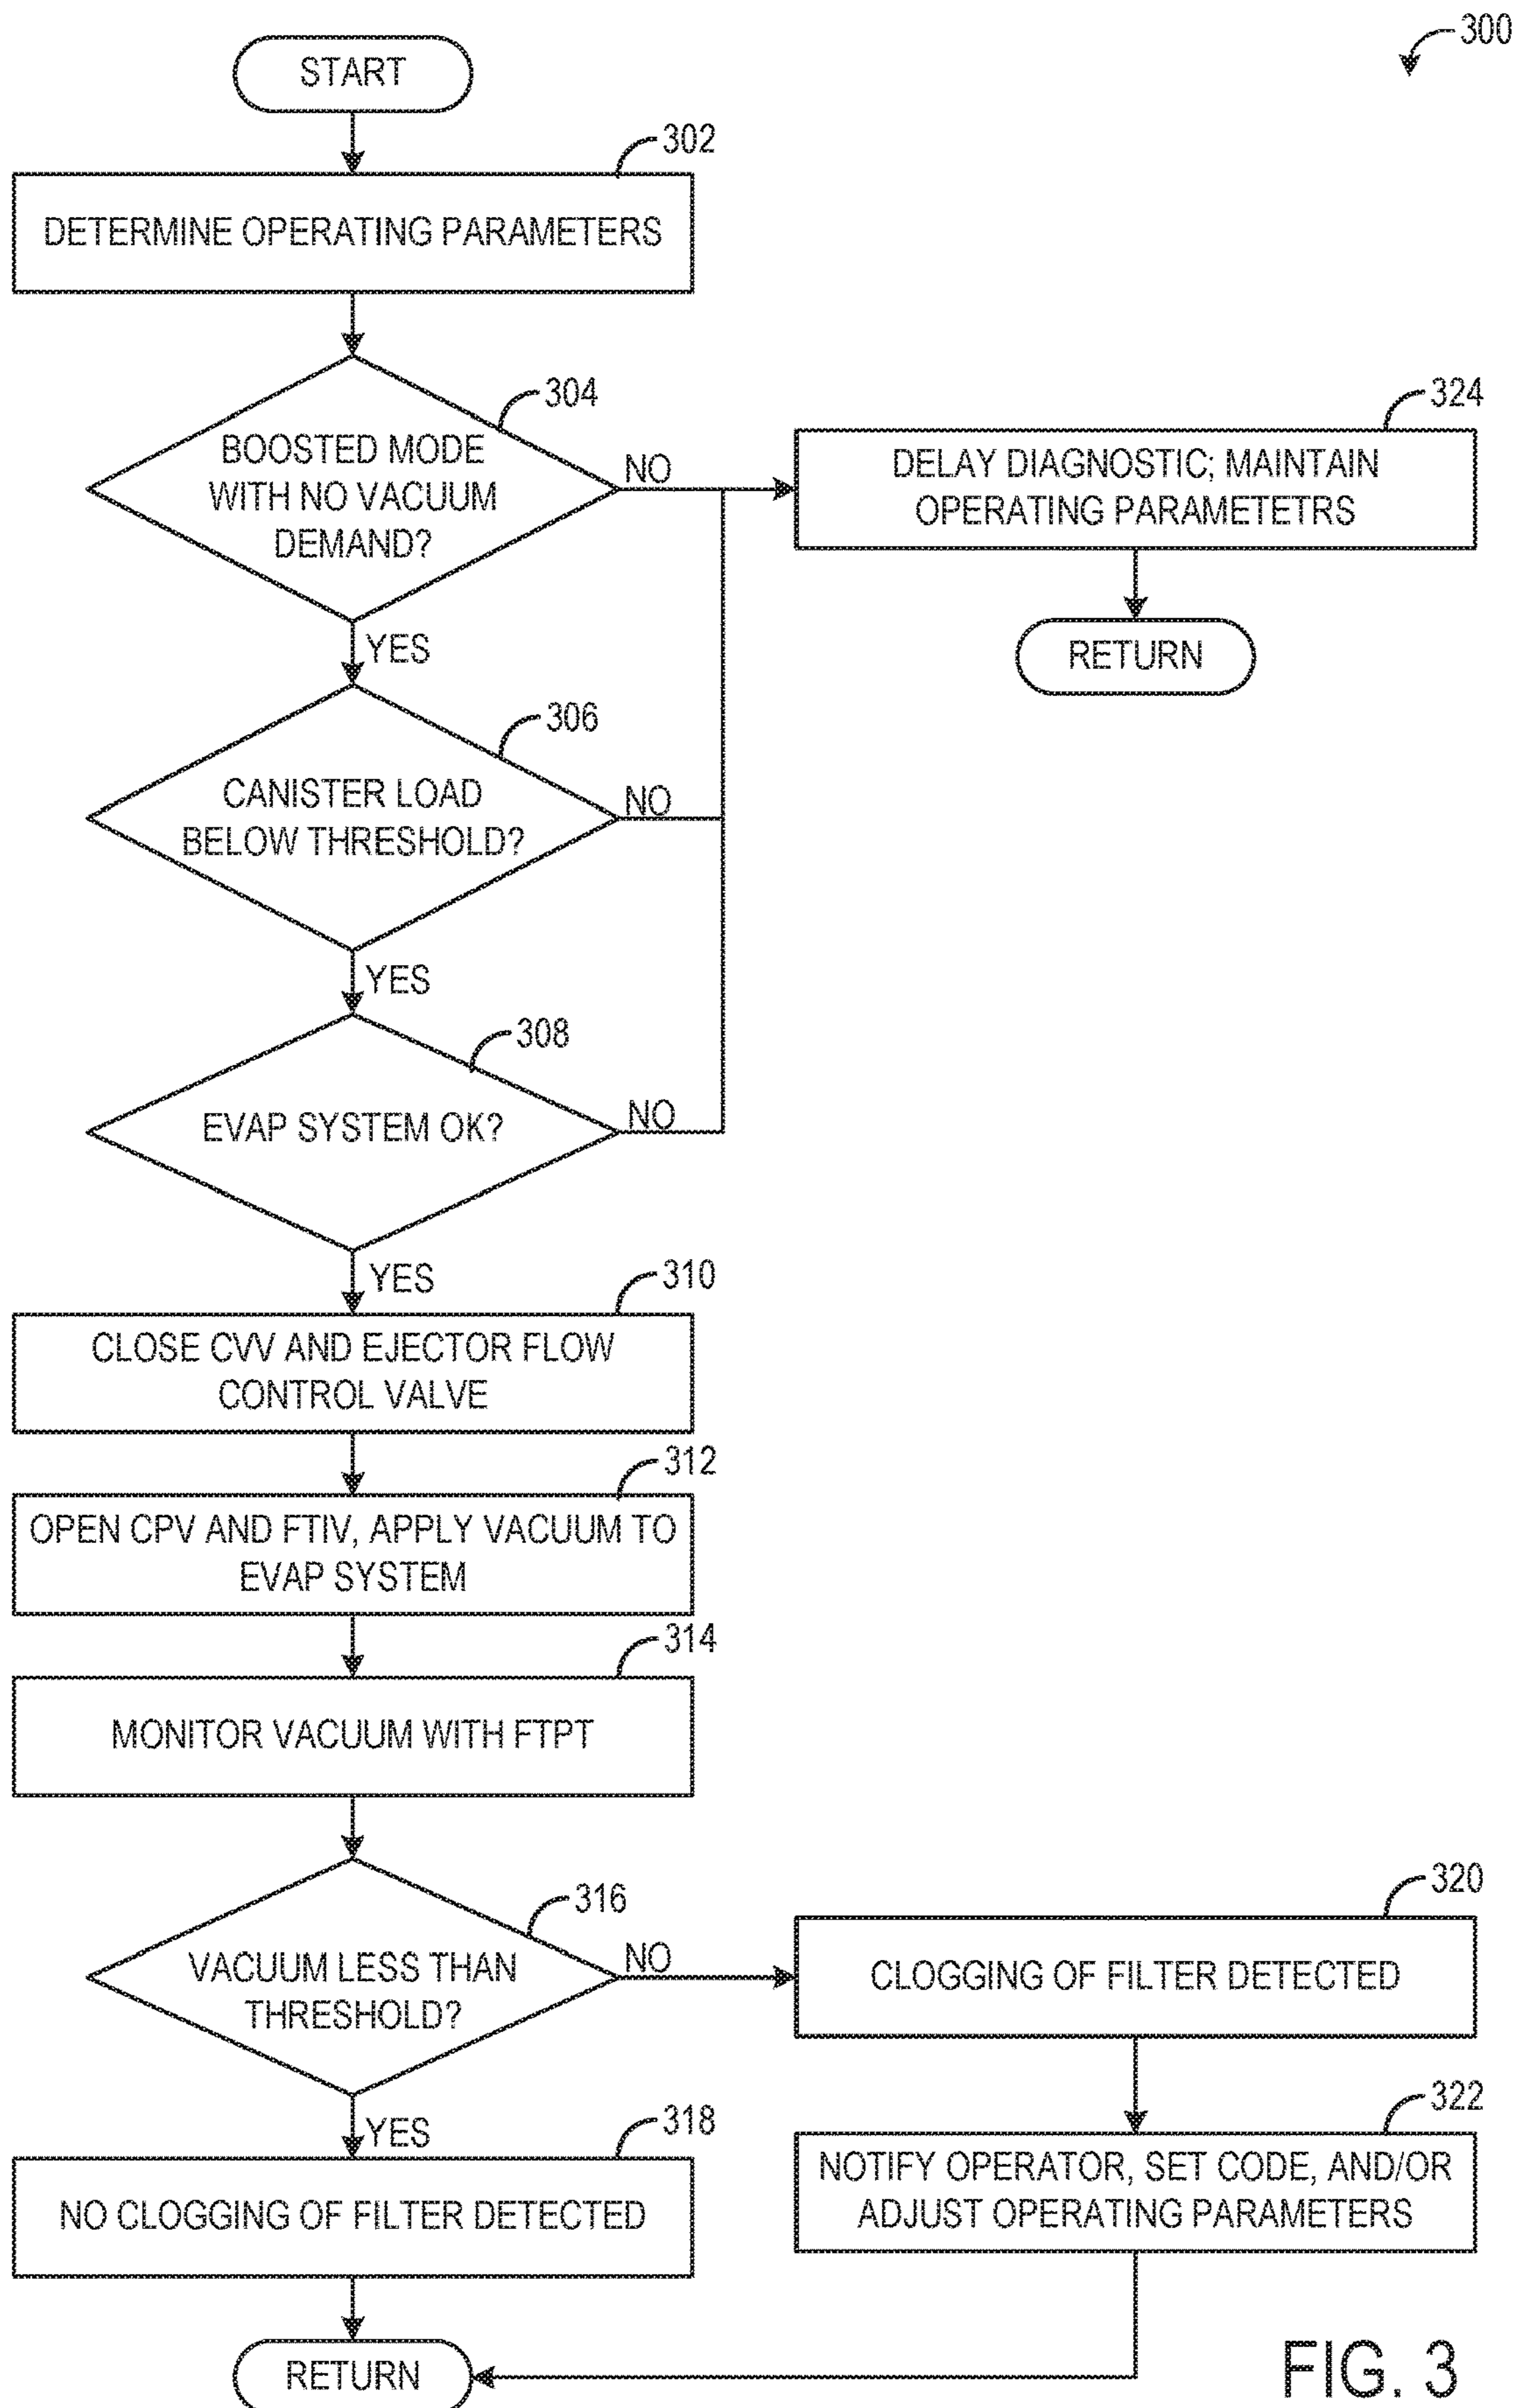 300
START
302
DETERMINE OPERATING PARAMETERS
304
BOOSTED MODE
WITH NO VACUUM
DEMAND?
NO
YES
324
DELAY DIAGNOSTIC; MAINTAIN
OPERATING PARAMETETRS
RETURN
306
CANISTER LOAD
BELOW THRESHOLD?
NO
YES
308
EVAP SYSTEM OK?
NO
YES
310
CLOSE CVV AND EJECTOR FLOW
CONTROL VALVE
312
OPEN CPV AND FTIV, APPLY VACUUM TO
EVAP SYSTEM
314
MONITOR VACUUM WITH FTPT
316
VACUUM LESS THAN
THRESHOLD?
NO
YES
320
CLOGGING OF FILTER DETECTED
322
NOTIFY OPERATOR, SET CODE, AND/OR
ADJUST OPERATING PARAMETERS
318
NO CLOGGING OF FILTER DETECTED
RETURN
FIG. 3